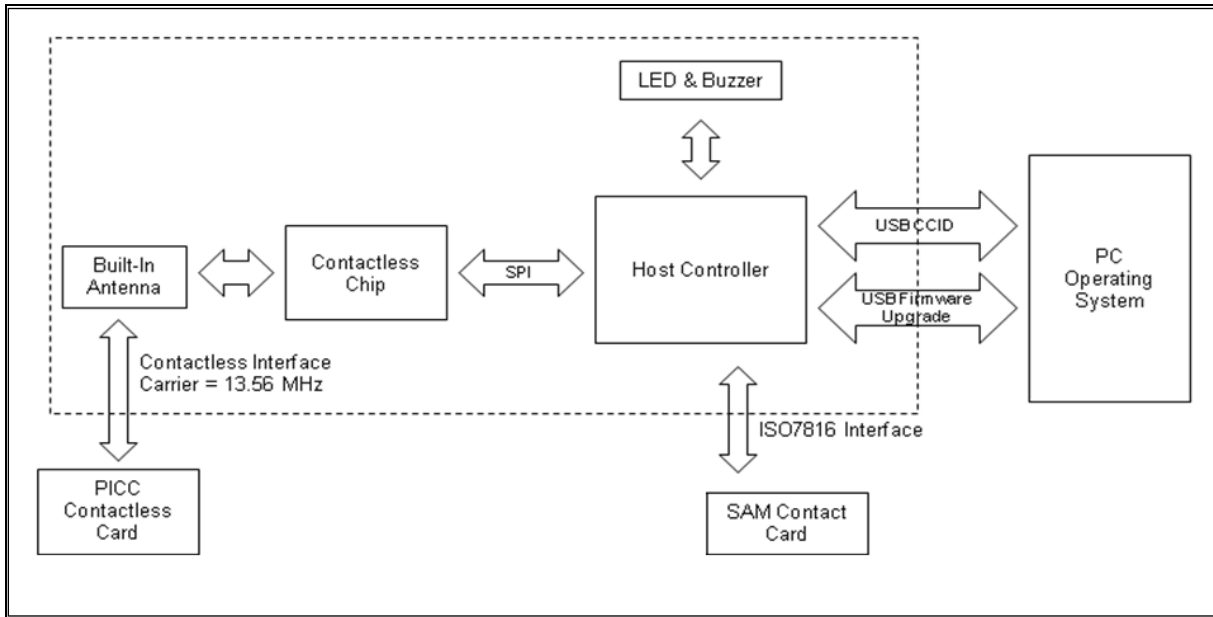 LED & Buzzer
Built-In
Antenna
Contactless
Chip
SPI
Host Controller
USB CCID
USB Firmware
Upgrade
PC
Operating
System
Contactless Interface
Carrier = 13.56 MHz
ISO7816 Interface
PICC
Contactless
Card
SAM Contact
Card